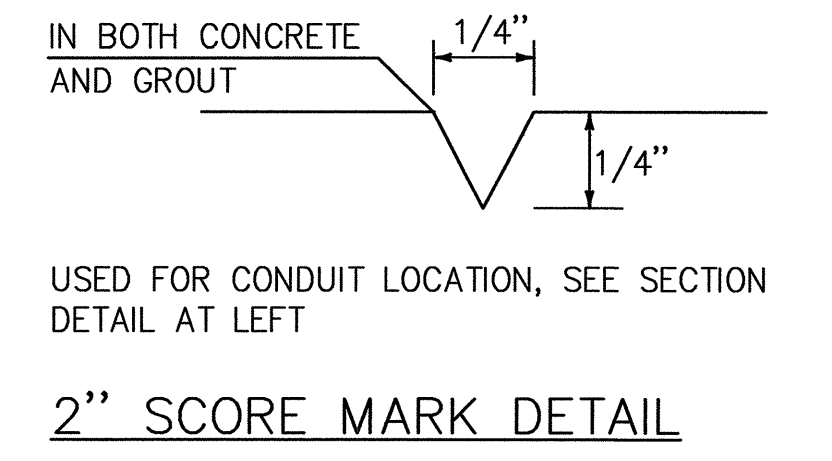 IN BOTH CONCRETE
AND GROUT
1/4”
1/4”
USED FOR CONDUIT LOCATION, SEE SECTION
DETAIL AT LEFT
2” SCORE MARK DETAIL